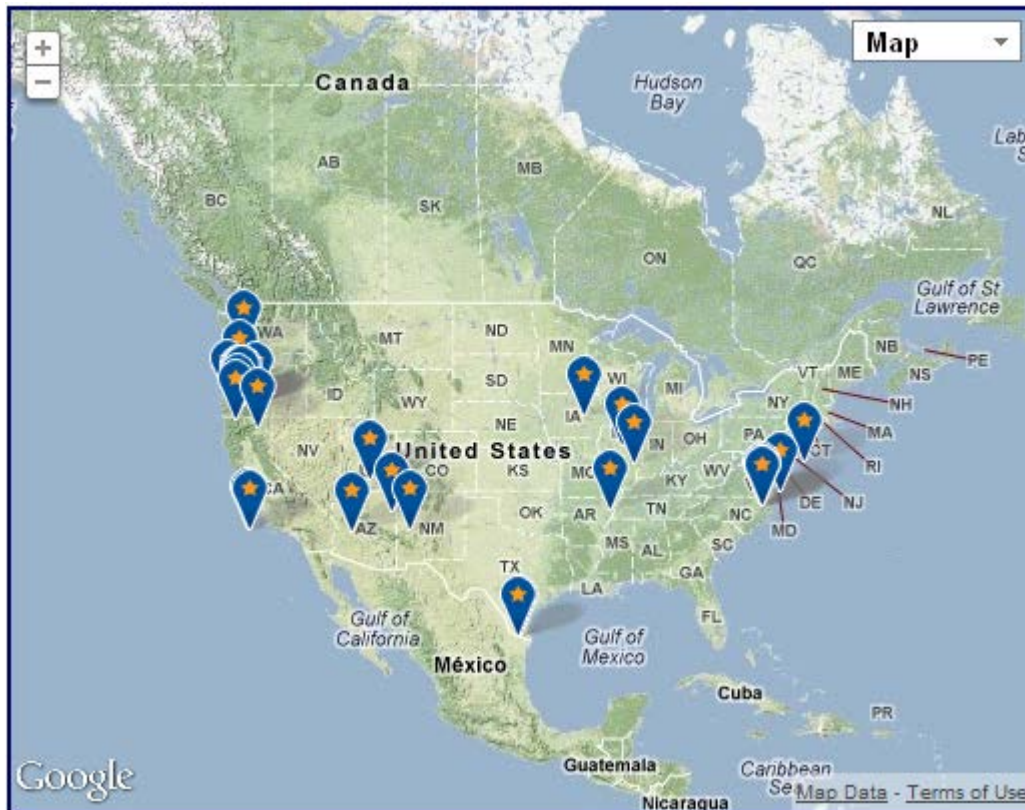 +
Map
−
Canada
Hudson
Bay
AB
MB
BC
SK
NL
ON
QC
Gulf of St
Lawrence
WA
MT
ND
MN
NB
PE
VT
ME
NS
WI
MI
ID
SD
WY
NY
NH
IA
MA
NE
PA
OH
IN
NV
United States
CT
RI
CO
KS
MO
WV
KY
DE
NJ
CA
OK
TN
AZ
NM
AR
NC
MD
MS
AL
SC
TX
GA
LA
FL
Gulf of
California
Gulf of
Mexico
México
Cuba
PR
Guatemala
Caribbean
Google
Map Data - Terms of Use
Nicaragua